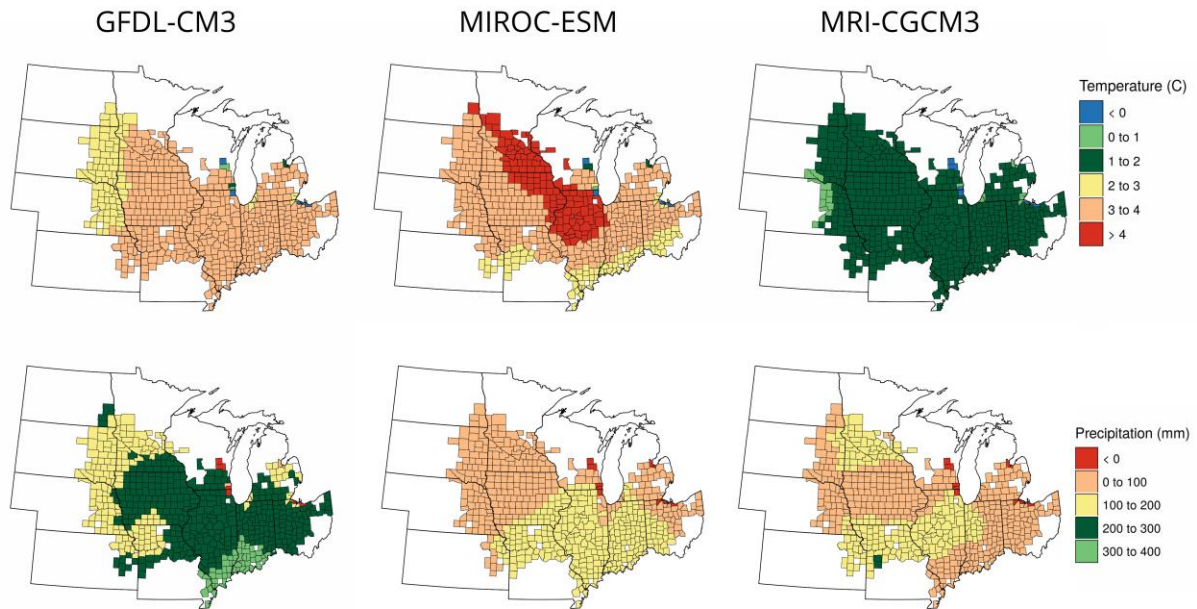 GFDL-CM3
MIROC-ESM
MRI-CGCM3
Temperature (C)
< 0
0 to 1
1 to 2
2 to 3
3 to 4
> 4
Precipitation (mm)
< 0
0 to 100
100 to 200
200 to 300
300 to 400